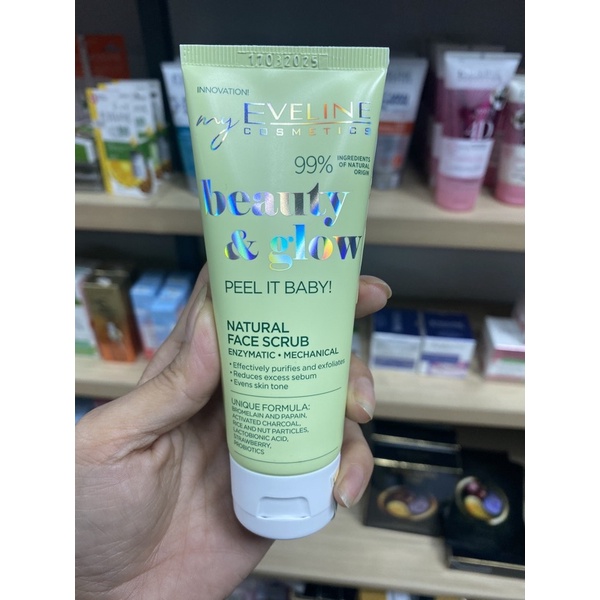 110:2025
INNOVATION!
my EVELINE
COSMETICS
99% INGREDIENTS
OF NATURAL
ORIGIN
beauty
& glow
PEEL IT BABY!
NATURAL
FACE SCRUB
ENZYMATIC • MECHANICAL
• Effectively purifies and exfoliates
• Reduces excess sebum
• Evens skin tone
UNIQUE FORMULA:
BROMELAIN AND PAPAIN,
ACTIVATED CHARCOAL,
RICE AND NUT PARTICLES,
LACTOBIONIC ACID,
STRAWBERRY,
PROBIOTICS